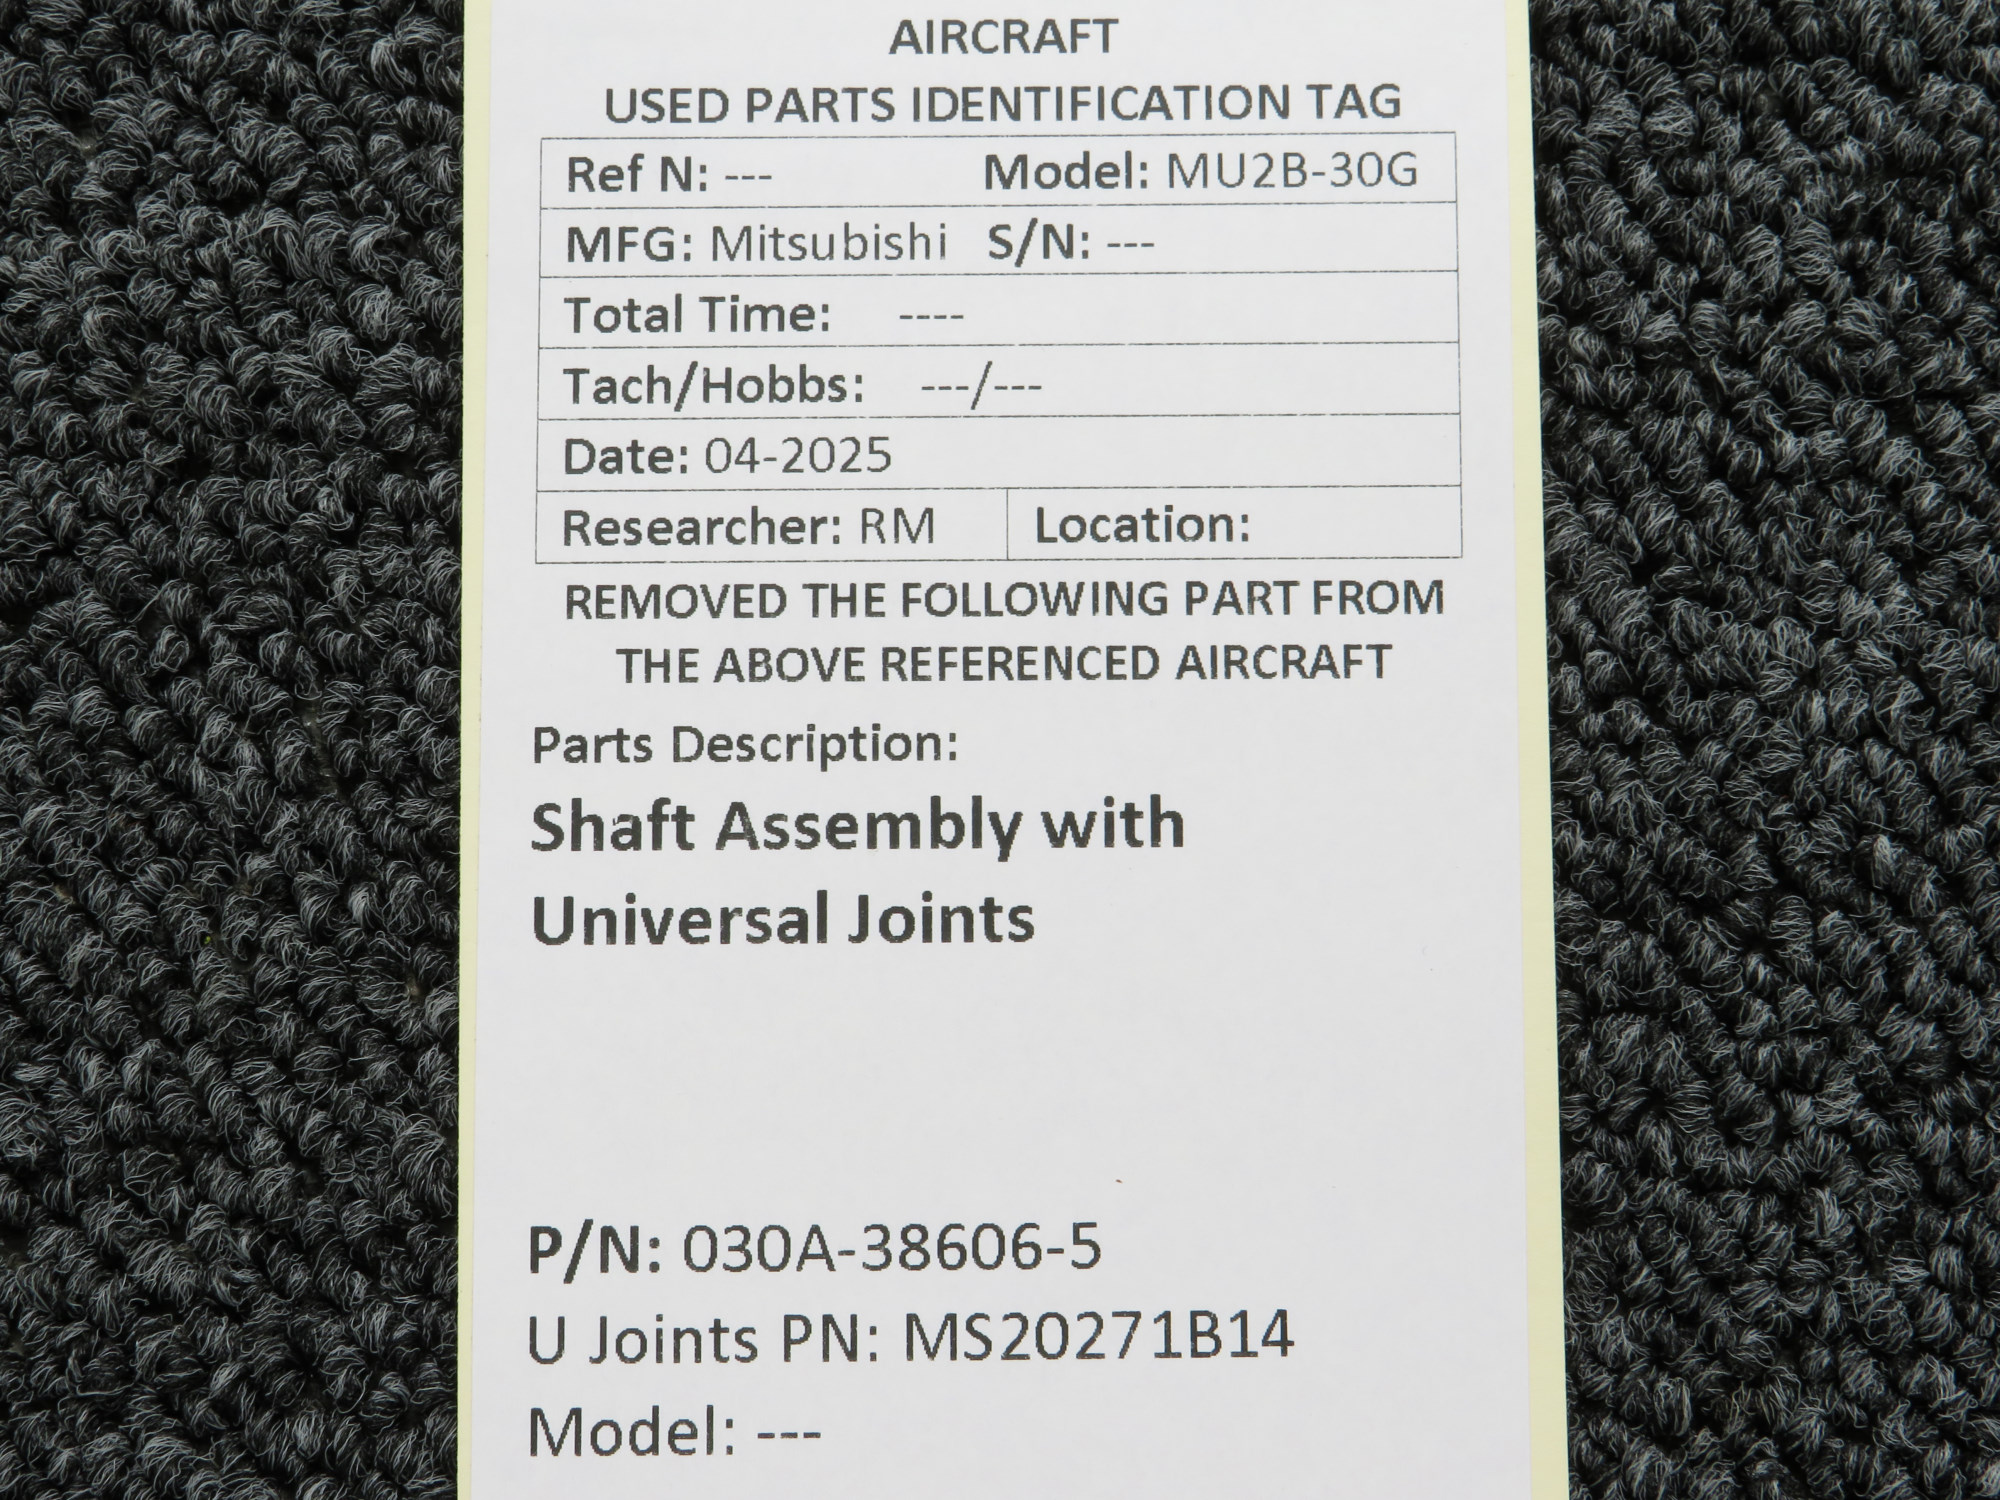 AIRCRAFT
USED PARTS IDENTIFICATION TAG
Ref N: --- Model: MU2B-30G
MFG: Mitsubishi S/N: ---
Total Time: ----
Tach/Hobbs: ---/---
Date: 04-2025
Researcher: RM Location:
REMOVED THE FOLLOWING PART FROM
THE ABOVE REFERENCED AIRCRAFT
Parts Description:
Shaft Assembly with
Universal Joints
P/N: 030A-38606-5
U Joints PN: MS20271B14
Model: ---